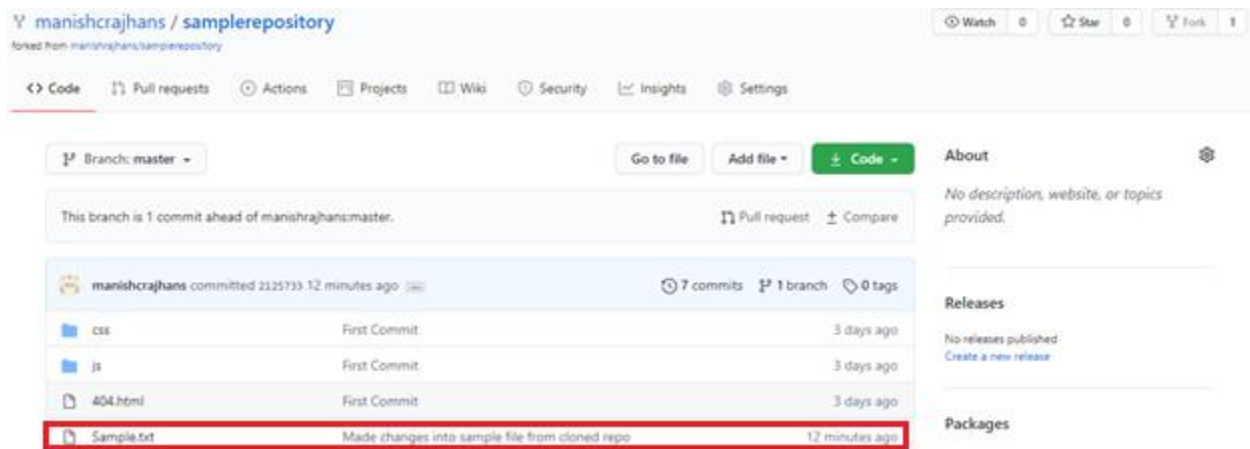 manishcrajhans / samplerepository
Watch 0 Star 0 Fork 1
forked from manishrajhans/samplerepository
<> Code Pull requests Actions Projects Wiki Security Insights Settings
Branch: master
Go to file Add file Code
About
No description, website, or topics
provided.
This branch is 1 commit ahead of manishrajhans:master.
Pull request Compare
manishcrajhans committed 2125733 12 minutes ago ...
7 commits 1 branch 0 tags
css First Commit 3 days ago
js First Commit 3 days ago
404.html First Commit 3 days ago
Sample.txt Made changes into sample file from cloned repo 12 minutes ago
Releases
No releases published
Create a new release
Packages